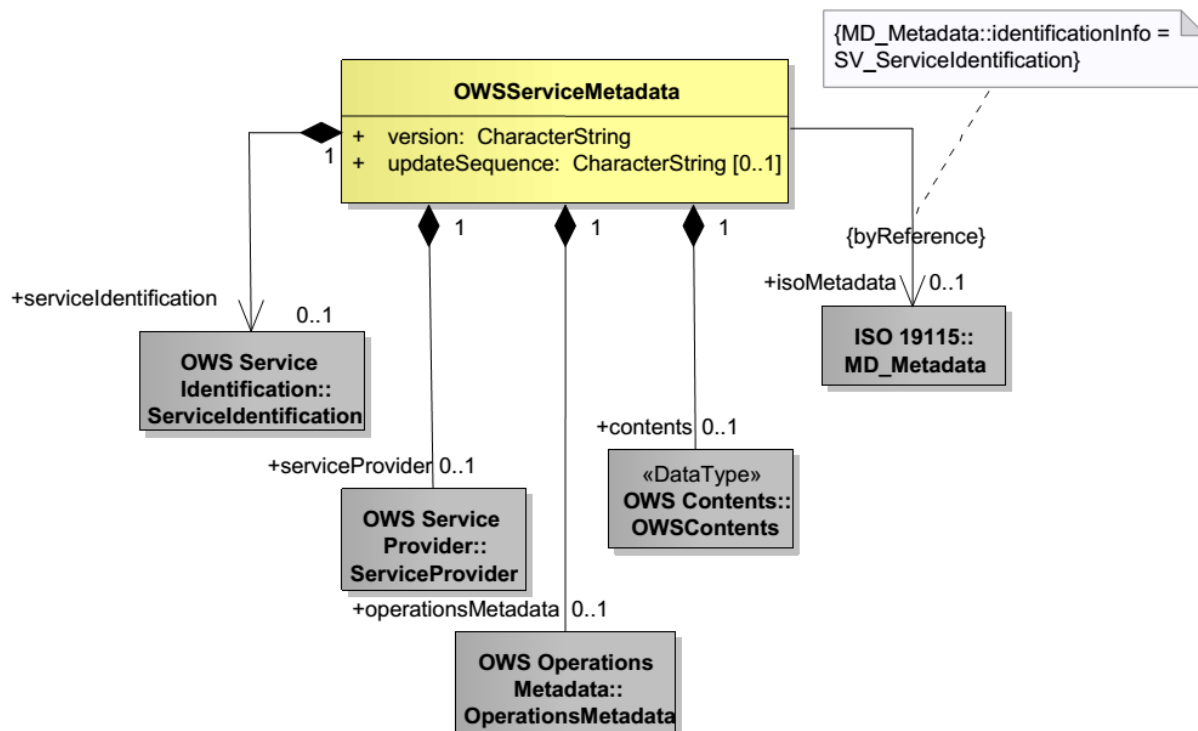 {MD_Metadata::identificationInfo =
SV_ServiceIdentification}
OWSServiceMetadata
+ version: CharacterString
+ updateSequence: CharacterString [0..1]
1
1
1
1
{byReference}
+isoMetadata 0..1
+serviceIdentification
0..1
ISO 19115::
MD_Metadata
OWS Service
Identification::
ServiceIdentification
+contents 0..1
«DataType»
OWS Contents::
OWSContents
+serviceProvider 0..1
OWS Service
Provider::
ServiceProvider
+operationsMetadata 0..1
OWS Operations
Metadata::
OperationsMetadata